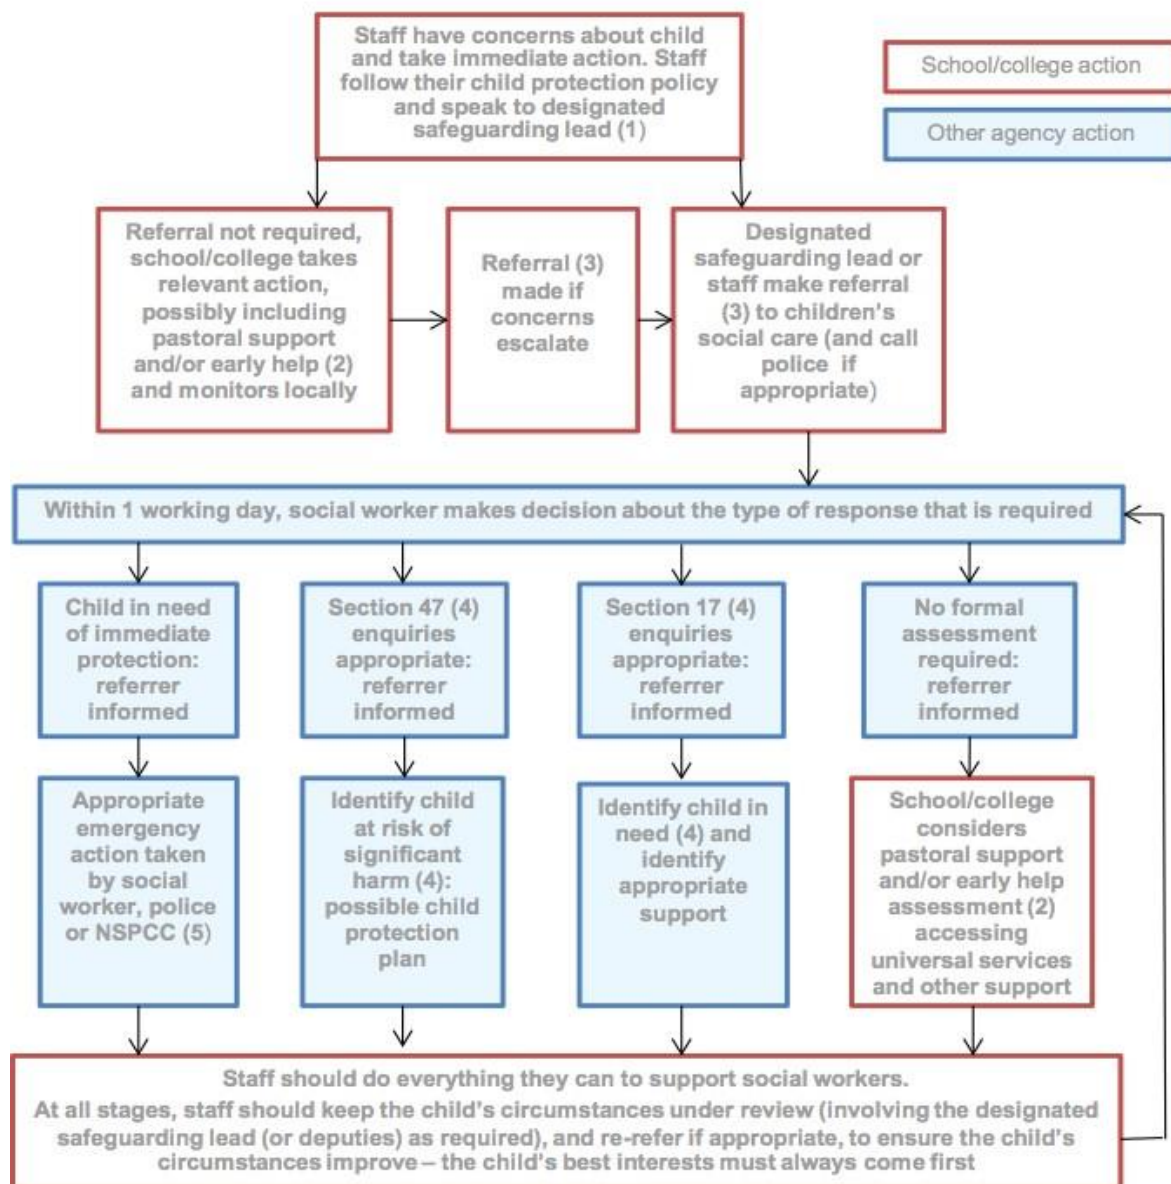 Staff have concerns about child
and take immediate action. Staff
follow their child protection policy
and speak to designated
safeguarding lead (1)
School/college action
Other agency action
Referral not required,
school/college takes
relevant action,
possibly including
pastoral support
and/or early help (2)
and monitors locally
Referral (3)
made if
concerns
escalate
Designated
safeguarding lead or
staff make referral
(3) to children's
social care (and call
police if
appropriate)
Within 1 working day, social worker makes decision about the type of response that is required
Child in need
of immediate
protection:
referrer
informed
Section 47 (4)
enquiries
appropriate:
referrer
informed
Section 17 (4)
enquiries
appropriate:
referrer
informed
No formal
assessment
required:
referrer
informed
Appropriate
emergency
action taken
by social
worker, police
or NSPCC (5)
Identify child
at risk of
significant
harm (4):
possible child
protection
plan
Identify child in
need (4) and
identify
appropriate
support
School/college
considers
pastoral support
and/or early help
assessment (2)
accessing
universal services
and other support
Staff should do everything they can to support social workers.
At all stages, staff should keep the child's circumstances under review (involving the designated
safeguarding lead (or deputies) as required), and re-refer if appropriate, to ensure the child's
circumstances improve – the child's best interests must always come first